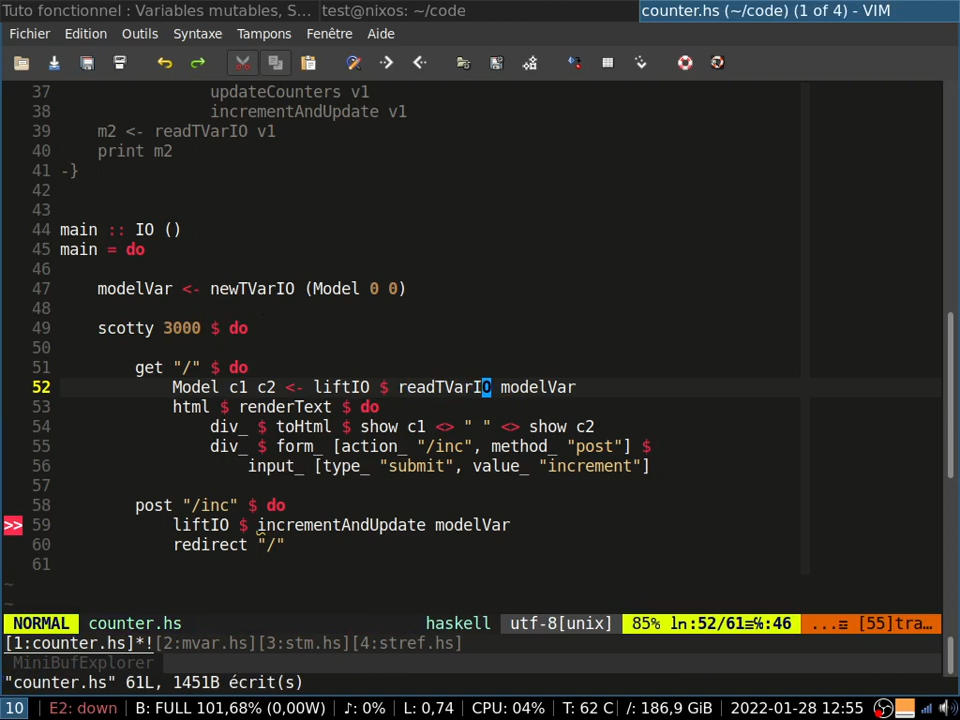 Tuto fonctionnel : Variables mutables, S... test@nixos: ~/code counter.hs (~/code) (1 of 4) - VIM
Fichier Edition Outils Syntaxe Tampons Fenêtre Aide
37 updateCounters v1
38 incrementAndUpdate v1
39 m2 <- readTVarIO v1
40 print m2
41 -}
42
43
44 main :: IO ()
45 main = do
46
47 modelVar <- newTVarIO (Model 0 0)
48
49 scotty 3000 $ do
50
51 get "/" $ do
52 Model c1 c2 <- liftIO $ readTVarIO modelVar
53 html $ renderText $ do
54 div_ $ toHtml $ show c1 <> " " <> show c2
55 div_ $ form_ [action_ "/inc", method_ "post"] $
56 input_ [type_ "submit", value_ "increment"]
57
58 post "/inc" $ do
>> 59 liftIO $ incrementAndUpdate modelVar
60 redirect "/"
61
~
~
NORMAL counter.hs haskell utf-8[unix] 85% ln:52/61≡℅:46 ...≡ [55]tra...
[1:counter.hs]*![2:mvar.hs][3:stm.hs][4:stref.hs]
MiniBufExplorer
"counter.hs" 61L, 1451B écrit(s)
10 E2: down B: FULL 101,68% (0,00W) ♪: 0% L: 0,74 CPU: 04% T: 62 C /: 186,9 GiB 2022-01-28 12:55